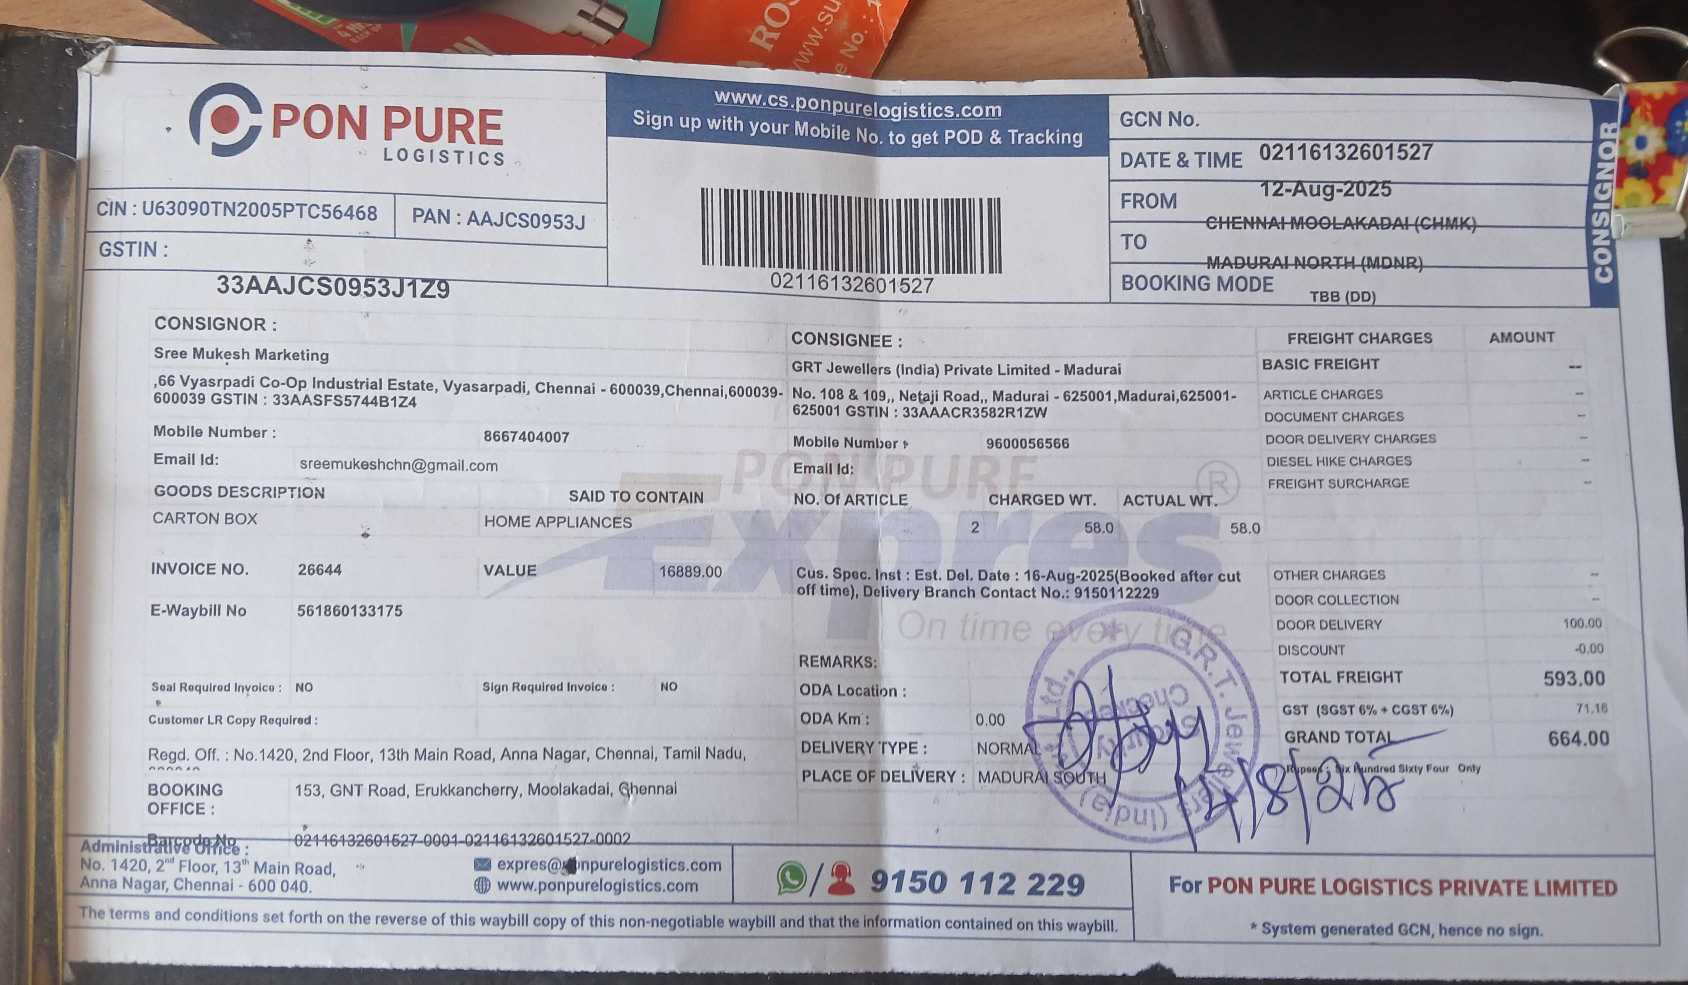 PON PURE
LOGISTICS
www.cs.ponpurelogistics.com
Sign up with your Mobile No. to get POD & Tracking
GCN No.
DATE & TIME 02116132601527
FROM 12-Aug-2025
CHENNAI MOOLAKADAI (CHMK)
TO
MADURAI NORTH (MDNR)
BOOKING MODE
TBB (DD)
CONSIGNOR
CIN : U63090TN2005PTC56468
PAN : AAJCS0953J
GSTIN :
33AAJCS0953J1Z9
02116132601527
CONSIGNOR :
Sree Mukesh Marketing
,66 Vyasrpadi Co-Op Industrial Estate, Vyasarpadi, Chennai - 600039,Chennai,600039-
600039 GSTIN : 33AASFS5744B1Z4
Mobile Number : 8667404007
Email Id: sreemukeshchn@gmail.com
CONSIGNEE :
GRT Jewellers (India) Private Limited - Madurai
No. 108 & 109,, Netaji Road,, Madurai - 625001,Madurai,625001-
625001 GSTIN : 33AAACR3582R1ZW
Mobile Number : 9600056566
Email Id:
FREIGHT CHARGES AMOUNT
BASIC FREIGHT --
ARTICLE CHARGES --
DOCUMENT CHARGES --
DOOR DELIVERY CHARGES --
DIESEL HIKE CHARGES --
FREIGHT SURCHARGE --
GOODS DESCRIPTION SAID TO CONTAIN NO. Of ARTICLE CHARGED WT. ACTUAL WT.
CARTON BOX HOME APPLIANCES 2 58.0 58.0
PON PURE
Expres ®
On time every time
INVOICE NO. 26644 VALUE 16889.00
E-Waybill No 561860133175
Cus. Spec. Inst : Est. Del. Date : 16-Aug-2025(Booked after cut
off time), Delivery Branch Contact No.: 9150112229
OTHER CHARGES --
DOOR COLLECTION --
DOOR DELIVERY 100.00
DISCOUNT -0.00
TOTAL FREIGHT 593.00
GST (SGST 6% + CGST 6%) 71.16
GRAND TOTAL 664.00
Rupees : Six Hundred Sixty Four Only
Seal Required Invoice : NO Sign Required Invoice : NO
Customer LR Copy Required :
REMARKS:
ODA Location :
ODA Km : 0.00
DELIVERY TYPE : NORMAL
PLACE OF DELIVERY : MADURAI SOUTH
G.R.T. Jewellers (India) Ltd.,
14/8/25
Regd. Off. : No.1420, 2nd Floor, 13th Main Road, Anna Nagar, Chennai, Tamil Nadu,
BOOKING
OFFICE :
153, GNT Road, Erukkancherry, Moolakadai, Chennai
Barcode No 02116132601527-0001-02116132601527-0002
Administrative Office :
No. 1420, 2nd Floor, 13th Main Road,
Anna Nagar, Chennai - 600 040.
www.ponpurelogistics.com
9150 112 229
For PON PURE LOGISTICS PRIVATE LIMITED
* System generated GCN, hence no sign.
The terms and conditions set forth on the reverse of this waybill copy of this non-negotiable waybill and that the information contained on this waybill.